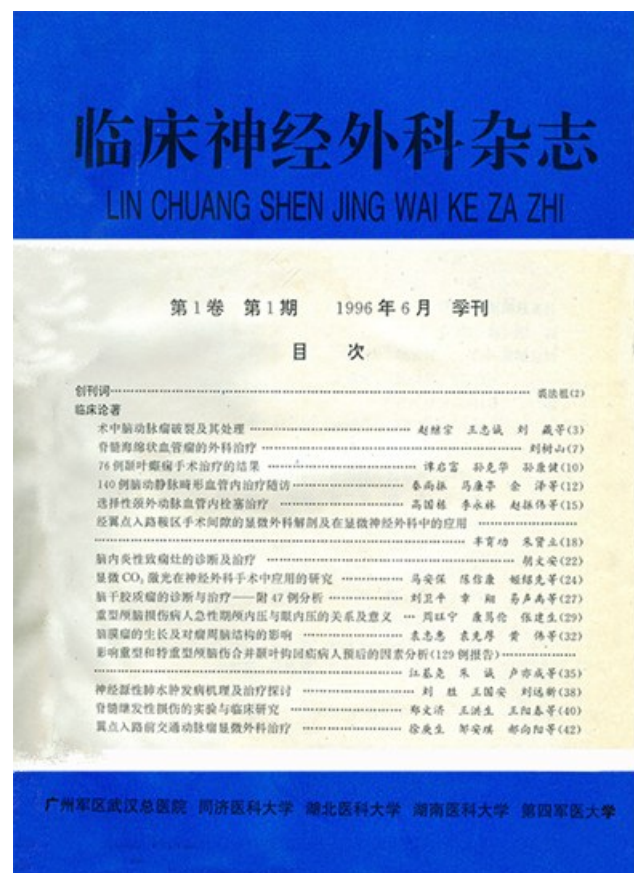 临床神经外科杂志
LIN CHUANG SHEN JING WAI KE ZA ZHI
第1卷 第1期 1996年6月 季刊
目 次
创刊词 裘法祖(2)
临床论著
术中脑动脉瘤破裂及其处理 赵继宗 王忠诚 刘 藏等(3)
脊髓海绵状血管瘤的外科治疗 刘树山(7)
76例颞叶癫痫手术治疗的结果 谭启富 孙克华 孙康健(10)
140例脑动静脉畸形血管内治疗随访 秦尚振 马廉亭 余 泽等(12)
选择性颈外动脉血管内栓塞治疗 高国栋 李永林 赵振伟等(15)
经翼点入路鞍区手术间隙的显微外科解剖及在显微神经外科中的应用
丰育功 朱贤立(18)
脑内炎性致痫灶的诊断及治疗 胡文安(22)
显微CO₂激光在神经外科手术中应用的研究 马安保 陈信康 姬绍先等(24)
脑干胶质瘤的诊断与治疗——附47例分析 刘卫平 章 翔 易声禹等(27)
重型颅脑损伤病人急性期颅内压与眼内压的关系及意义 周旺宁 康笃伦 张建生(29)
脑膜瘤的生长及对瘤周脑结构的影响 袁志惠 袁先厚 黄 伟等(32)
影响重型和特重型颅脑伤合并颞叶钩回疝病人预后的因素分析(129例报告)
江基尧 朱 诚 卢亦成等(35)
神经源性肺水肿发病机理及治疗探讨 刘 胜 王国安 刘远新(38)
脊髓继发性损伤的实验与临床研究 郑文济 王洪生 王阳春等(40)
翼点入路前交通动脉瘤显微外科治疗 徐庚生 邹安琪 郝向阳等(42)
广州军区武汉总医院 同济医科大学 湖北医科大学 湖南医科大学 第四军医大学